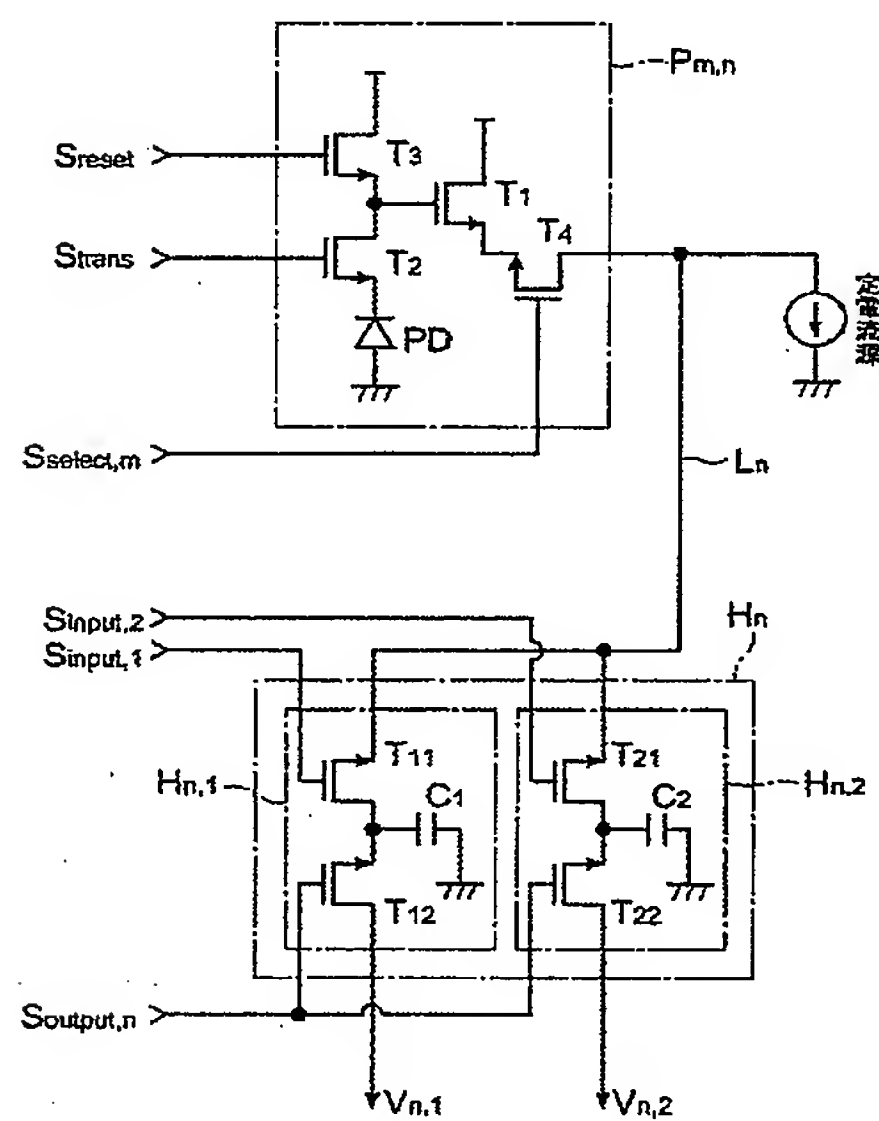 Pm,n
Sreset
T3
T1
T4
Strans
T2
PD
Sselect,m
Ln
Sinput,2
Sinput,1
Hn
T11
T21
Hn,1
C1
C2
Hn,2
T12
T22
Soutput,n
Vn,1
Vn,2